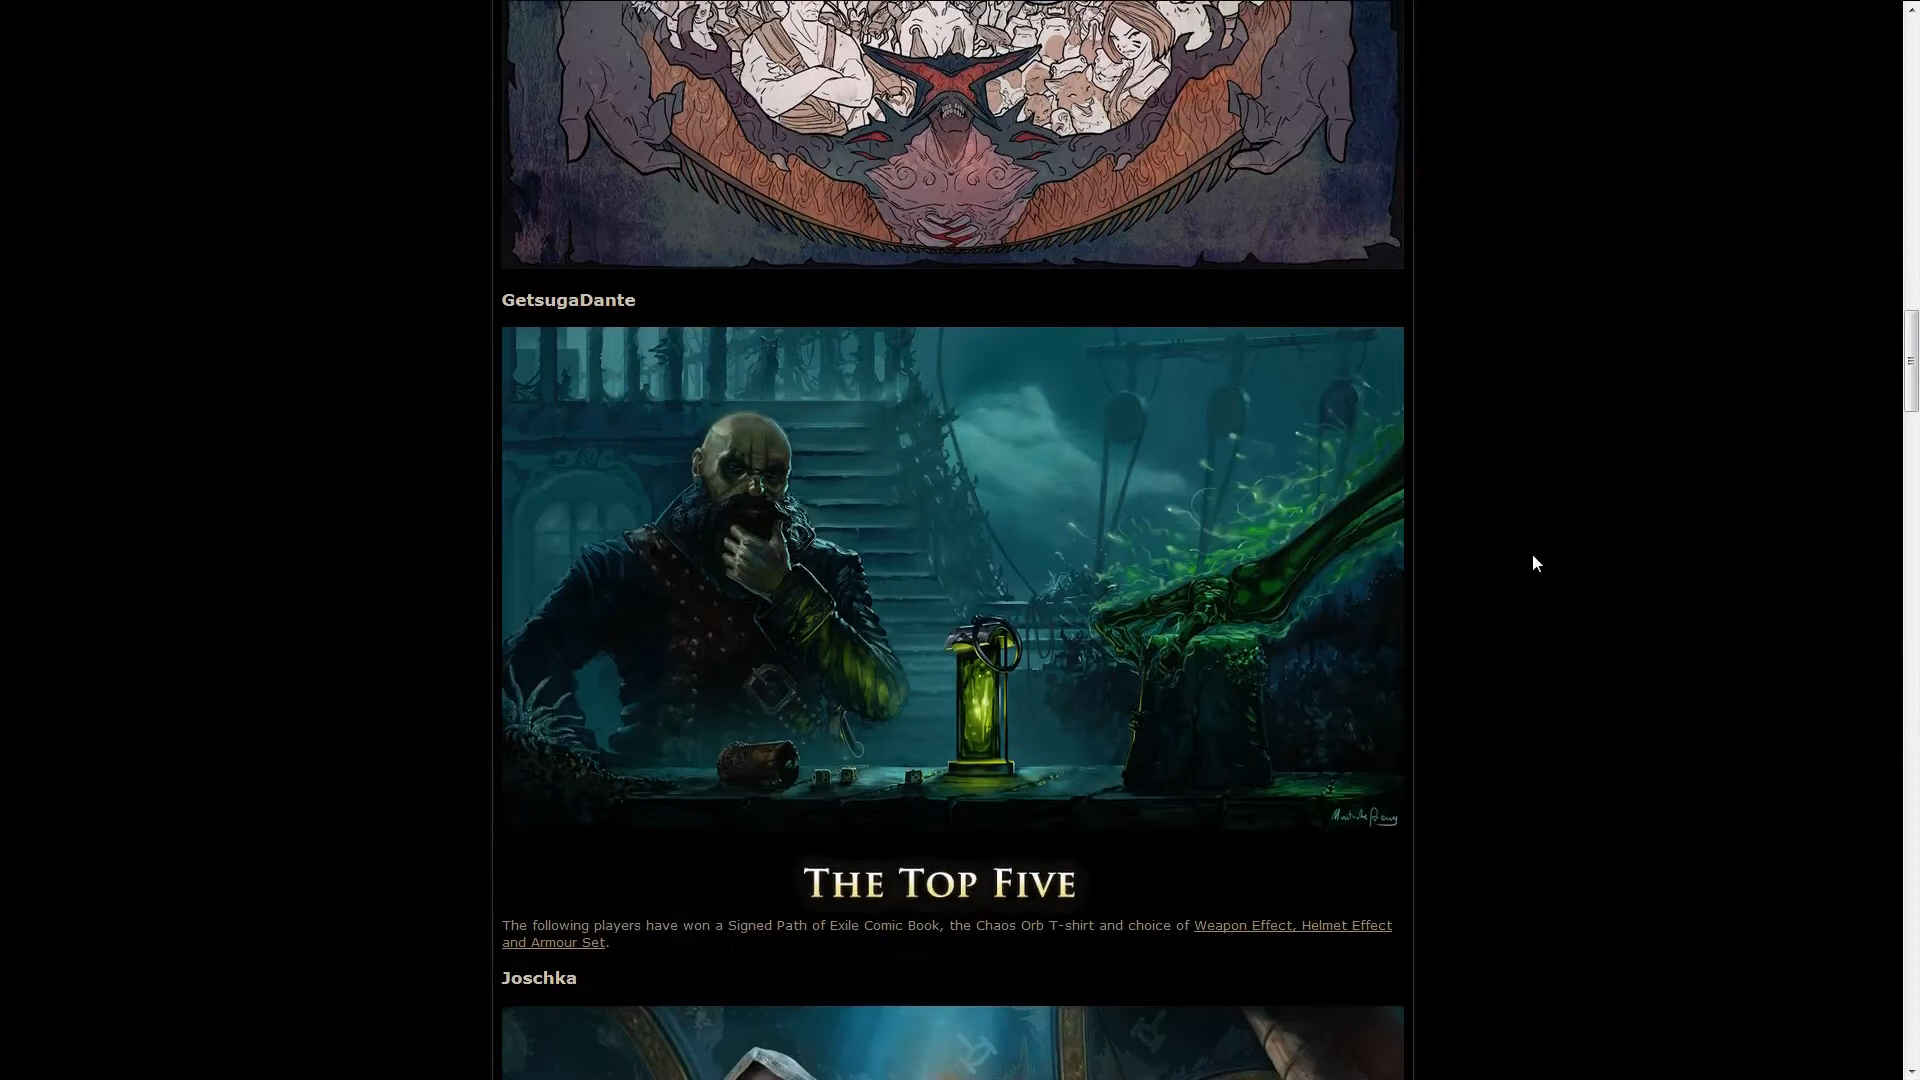 GetsugaDante
The Top Five
The following players have won a Signed Path of Exile Comic Book, the Chaos Orb T-shirt and choice of Weapon Effect, Helmet Effect
and Armour Set.
Joschka